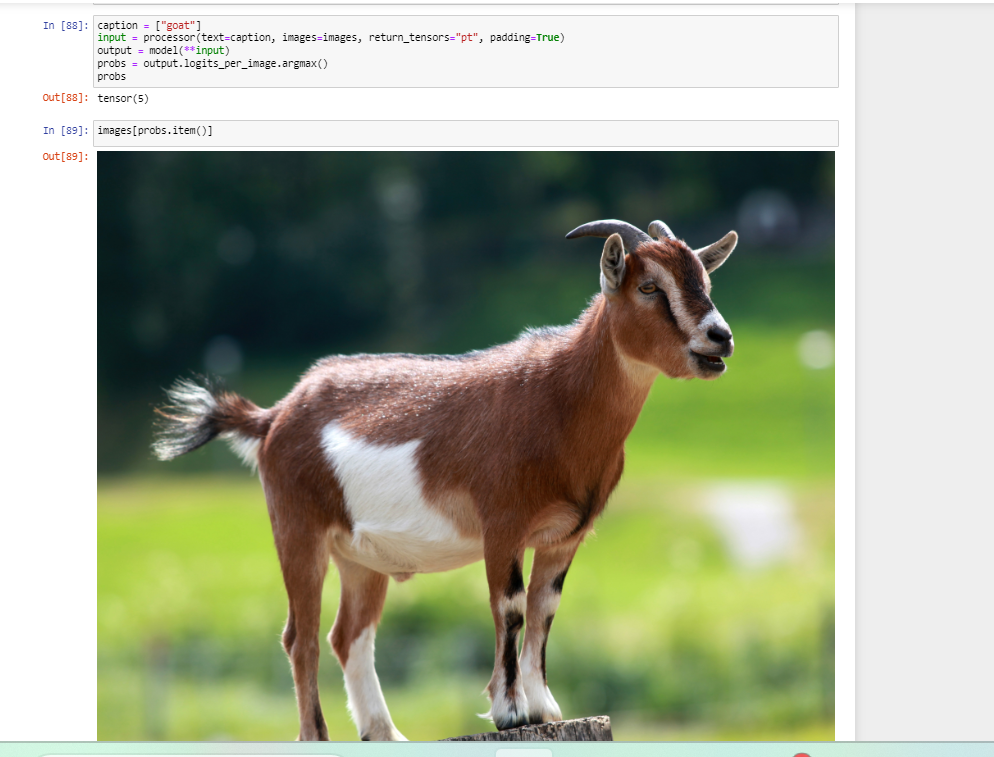 In [88]: caption = ["goat"]
input = processor(text=caption, images=images, return_tensors="pt", padding=True)
output = model(**input)
probs = output.logits_per_image.argmax()
probs
Out[88]: tensor(5)
In [89]: images[probs.item()]
Out[89]: